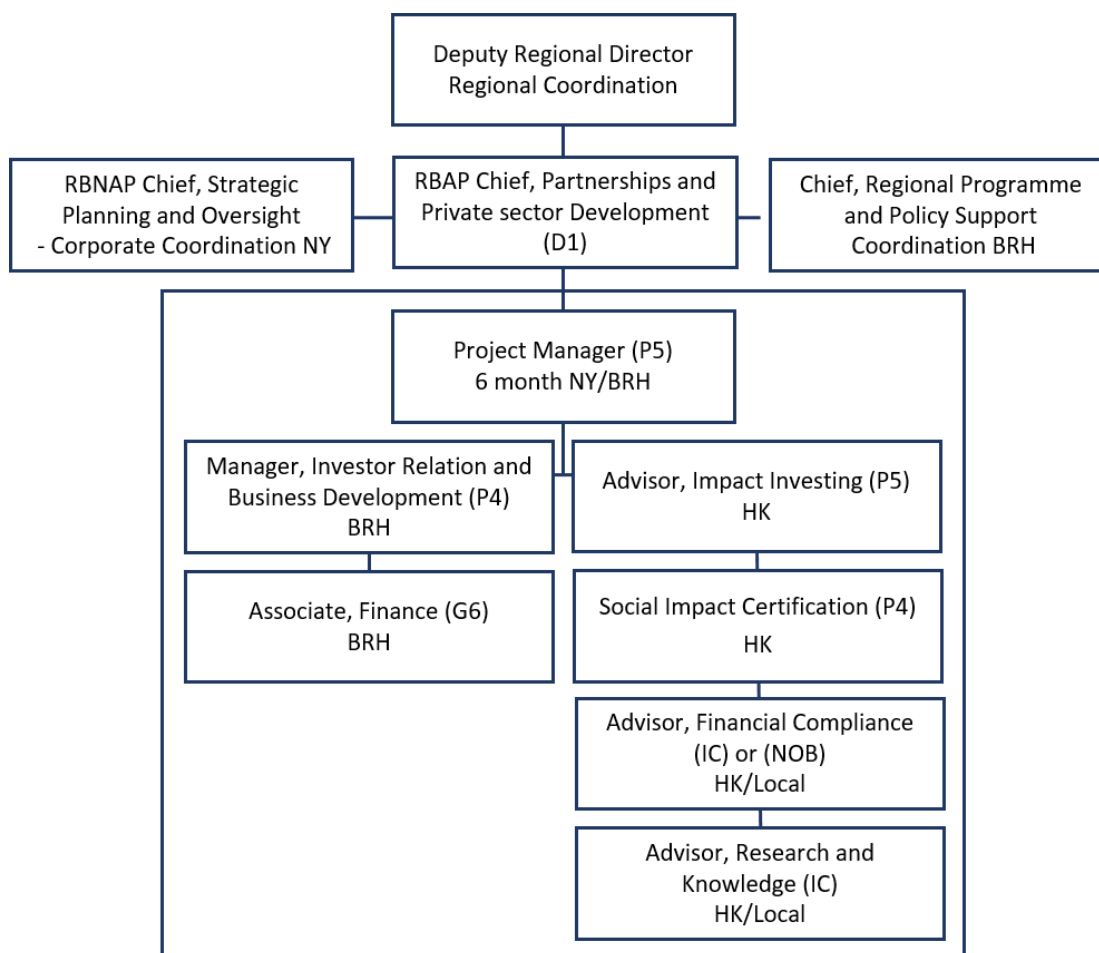 Deputy Regional Director
Regional Coordination
RBNAP Chief, Strategic
Planning and Oversight
- Corporate Coordination NY
RBAP Chief, Partnerships and
Private sector Development
(D1)
Chief, Regional Programme
and Policy Support
Coordination BRH
Project Manager (P5)
6 month NY/BRH
Manager, Investor Relation and
Business Development (P4)
BRH
Advisor, Impact Investing (P5)
HK
Associate, Finance (G6)
BRH
Social Impact Certification (P4)
HK
Advisor, Financial Compliance
(IC) or (NOB)
HK/Local
Advisor, Research and
Knowledge (IC)
HK/Local